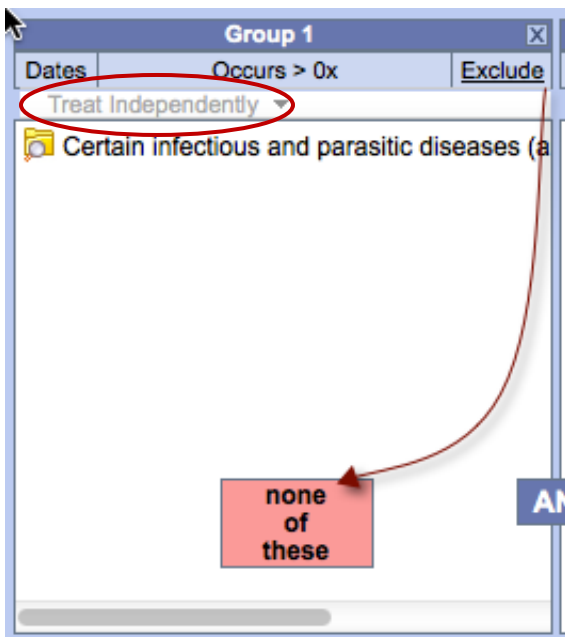 Group 1 X
Dates Occurs > 0x Exclude
Treat Independently
Certain infectious and parasitic diseases (a
none
of
these
AN